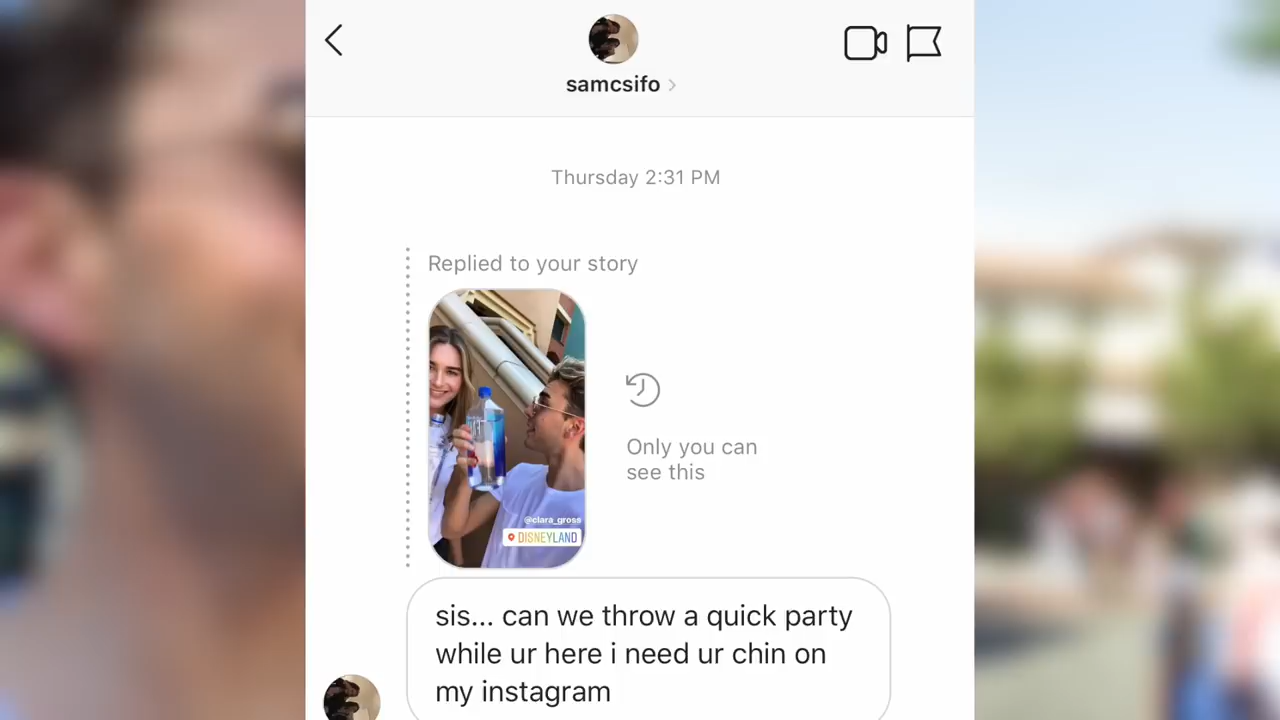 samcsifo
Thursday 2:31 PM
Replied to your story
Only you can
see this
@clara_gross
DISNEYLAND
sis... can we throw a quick party
while ur here i need ur chin on
my instagram